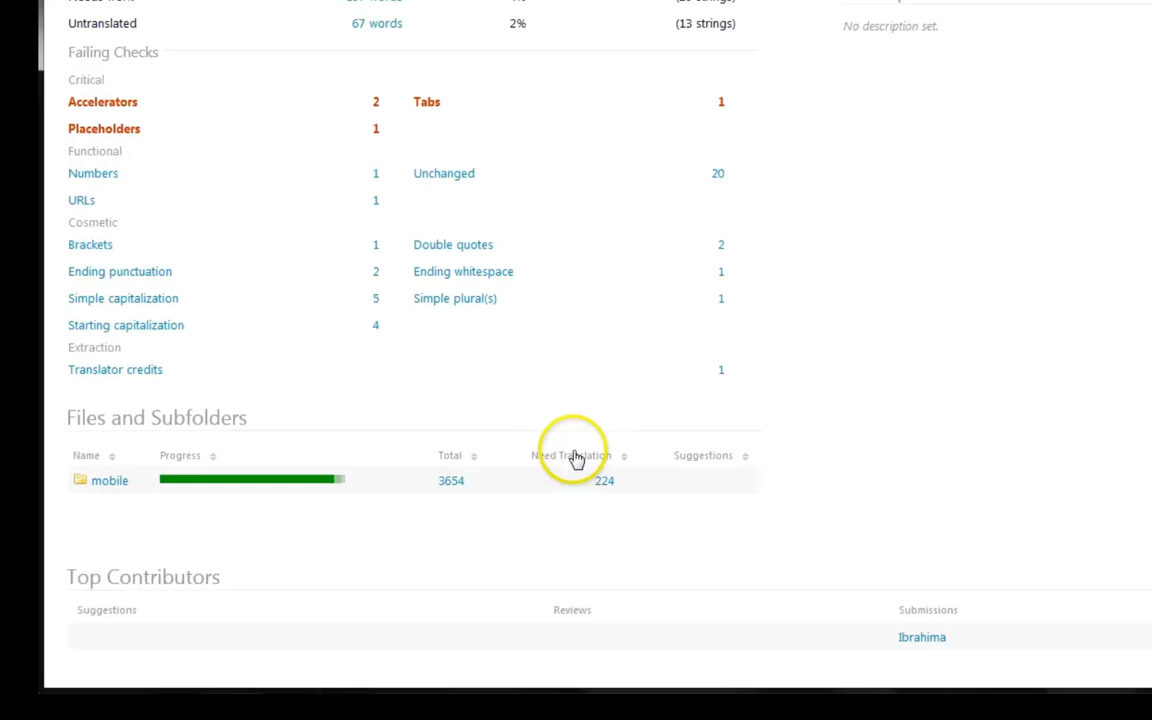 Untranslated 67 words 2% (13 strings)
No description set.
Failing Checks
Critical
Accelerators 2 Tabs 1
Placeholders 1
Functional
Numbers 1 Unchanged 20
URLs 1
Cosmetic
Brackets 1 Double quotes 2
Ending punctuation 2 Ending whitespace 1
Simple capitalization 5 Simple plural(s) 1
Starting capitalization 4
Extraction
Translator credits 1
Files and Subfolders
Name Progress Total Need Translation Suggestions
mobile 3654 224
Top Contributors
Suggestions Reviews Submissions
Ibrahima